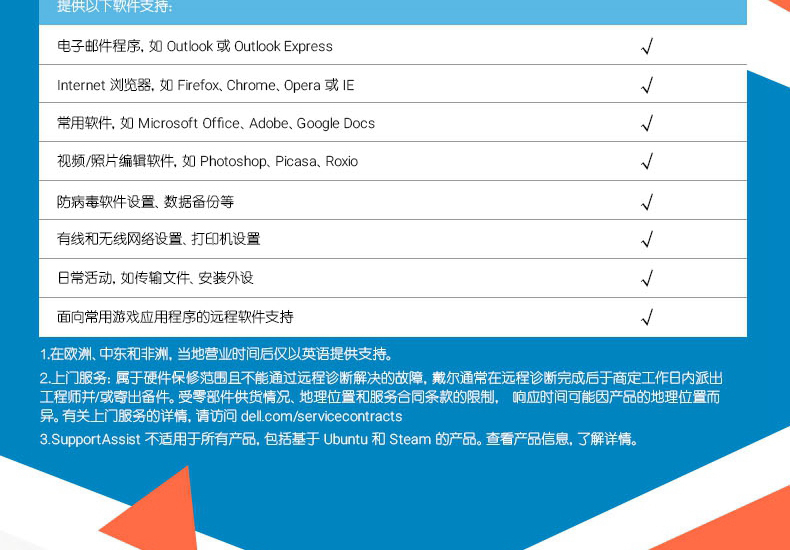 提供以下软件支持:
电子邮件程序, 如 Outlook 或 Outlook Express √
Internet 浏览器, 如 Firefox、Chrome、Opera 或 IE √
常用软件, 如 Microsoft Office、Adobe、Google Docs √
视频/照片编辑软件, 如 Photoshop、Picasa、Roxio √
防病毒软件设置、数据备份等 √
有线和无线网络设置、打印机设置 √
日常活动, 如传输文件、安装外设 √
面向常用游戏应用程序的远程软件支持 √
1.在欧洲、中东和非洲, 当地营业时间后仅以英语提供支持。
2.上门服务: 属于硬件保修范围且不能通过远程诊断解决的故障, 戴尔通常在远程诊断完成后于商定工作日内派出
工程师并/或寄出备件。受零部件供货情况、地理位置和服务合同条款的限制, 响应时间可能因产品的地理位置而
异。有关上门服务的详情, 请访问 dell.com/servicecontracts
3.SupportAssist 不适用于所有产品, 包括基于 Ubuntu 和 Steam 的产品。查看产品信息, 了解详情。